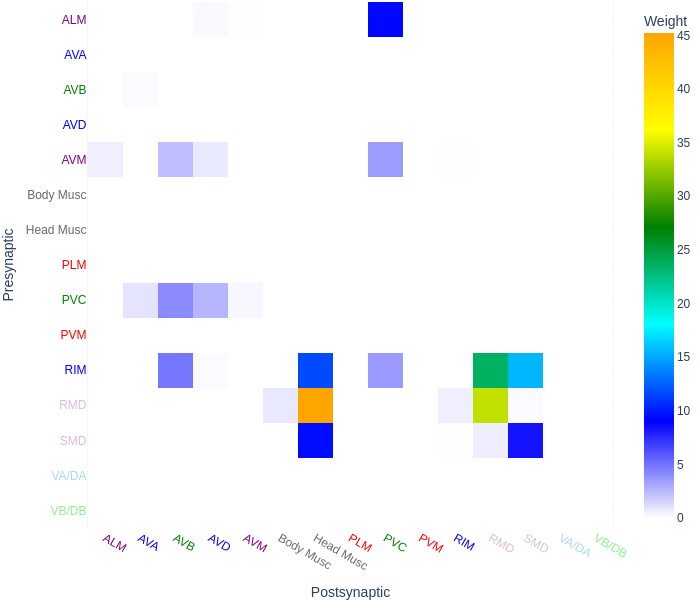 Weight
ALM
AVA
AVB
AVD
AVM
Body Musc
Head Musc
PLM
PVC
PVM
RIM
RMD
SMD
VA/DA
VB/DB
Presynaptic
45
40
35
30
25
20
15
10
5
0
ALM
AVA
AVB
AVD
AVM
Body Musc
Head Musc
PLM
PVC
PVM
RIM
RMD
SMD
VA/DA
VB/DB
Postsynaptic